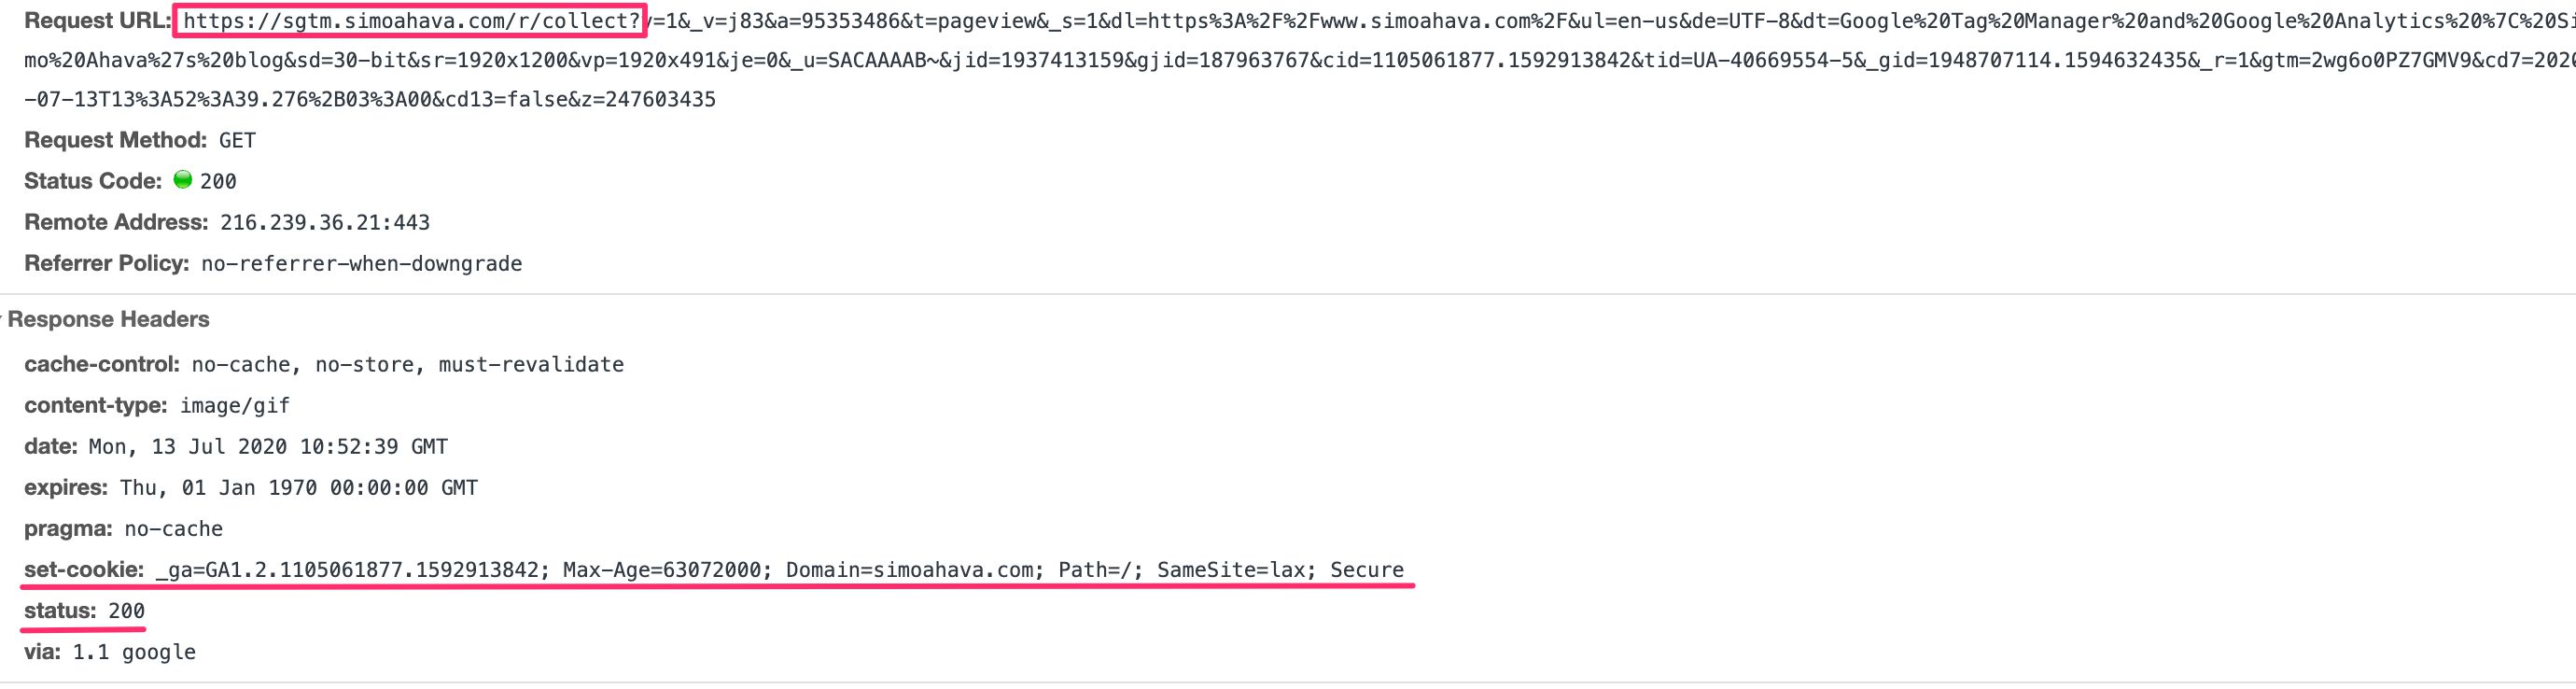 Request URL: https://sgtm.simoahava.com/r/collect?v=1&_v=j83&a=95353486&t=pageview&_s=1&dl=https%3A%2F%2Fwww.simoahava.com%2F&ul=en-us&de=UTF-8&dt=Google%20Tag%20Manager%20and%20Google%20Analytics%20%7C%20Si
mo%20Ahava%27s%20blog&sd=30-bit&sr=1920x1200&vp=1920x491&je=0&_u=SACAAAAB~&jid=1937413159&gjid=187963767&cid=1105061877.1592913842&tid=UA-40669554-5&_gid=1948707114.1594632435&_r=1&gtm=2wg6o0PZ7GMV9&cd7=2020
-07-13T13%3A52%3A39.276%2B03%3A00&cd13=false&z=247603435
Request Method: GET
Status Code: 200
Remote Address: 216.239.36.21:443
Referrer Policy: no-referrer-when-downgrade
Response Headers
cache-control: no-cache, no-store, must-revalidate
content-type: image/gif
date: Mon, 13 Jul 2020 10:52:39 GMT
expires: Thu, 01 Jan 1970 00:00:00 GMT
pragma: no-cache
set-cookie: _ga=GA1.2.1105061877.1592913842; Max-Age=63072000; Domain=simoahava.com; Path=/; SameSite=lax; Secure
status: 200
via: 1.1 google